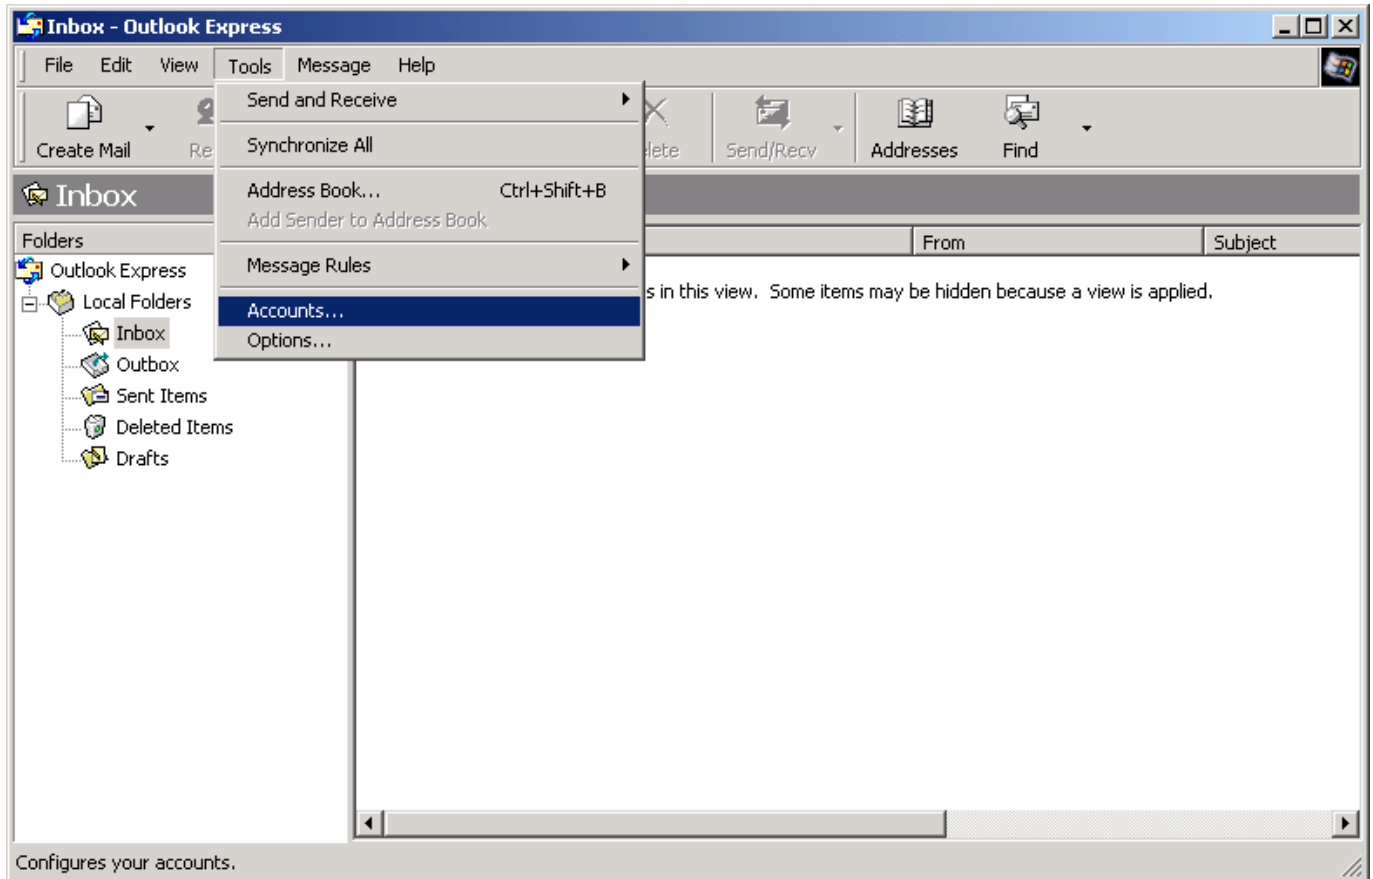 Inbox - Outlook Express
File Edit View Tools Message Help
Create Mail Re lete Send/Recv Addresses Find
Send and Receive
Synchronize All
Address Book... Ctrl+Shift+B
Add Sender to Address Book
Message Rules
Accounts...
Options...
Inbox
Folders
From Subject
Outlook Express
Local Folders
Inbox
Outbox
Sent Items
Deleted Items
Drafts
s in this view. Some items may be hidden because a view is applied.
Configures your accounts.